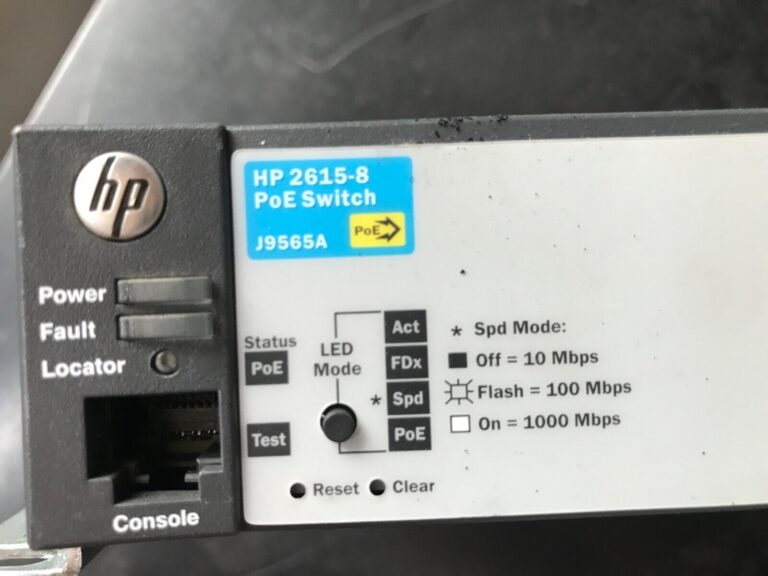 hp
HP 2615-8
PoE Switch
J9565A
PoE
Power
Fault
Locator
Console
Status
PoE
Test
LED
Mode
Act
FDx
* Spd
PoE
Reset
Clear
* Spd Mode:
Off = 10 Mbps
Flash = 100 Mbps
On = 1000 Mbps